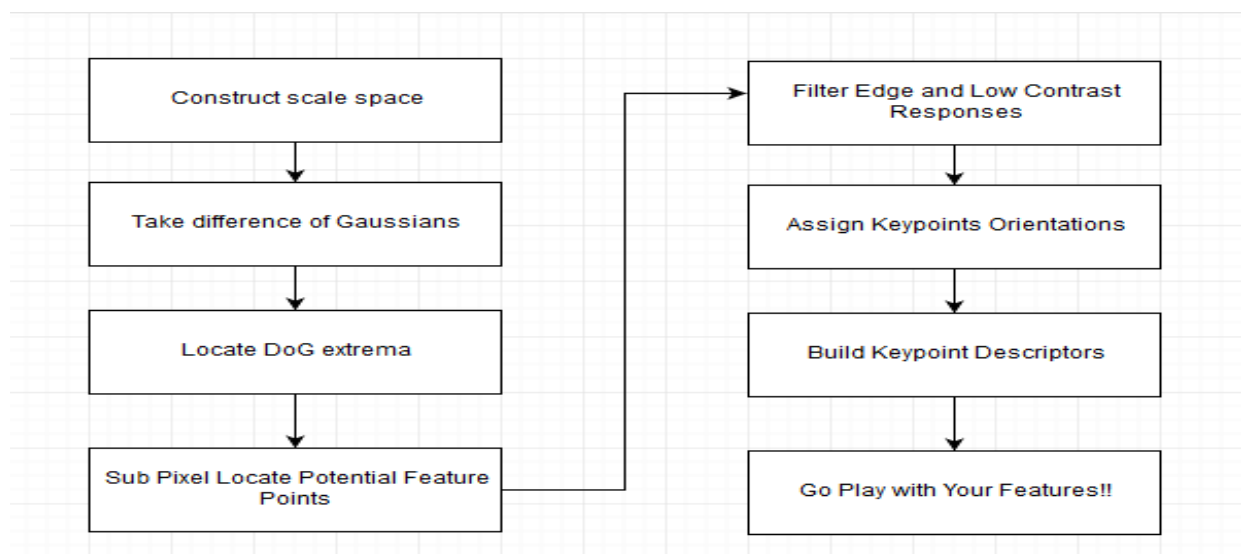 Construct scale space
Take difference of Gaussians
Locate DoG extrema
Sub Pixel Locate Potential Feature
Points
Filter Edge and Low Contrast
Responses
Assign Keypoints Orientations
Build Keypoint Descriptors
Go Play with Your Features!!